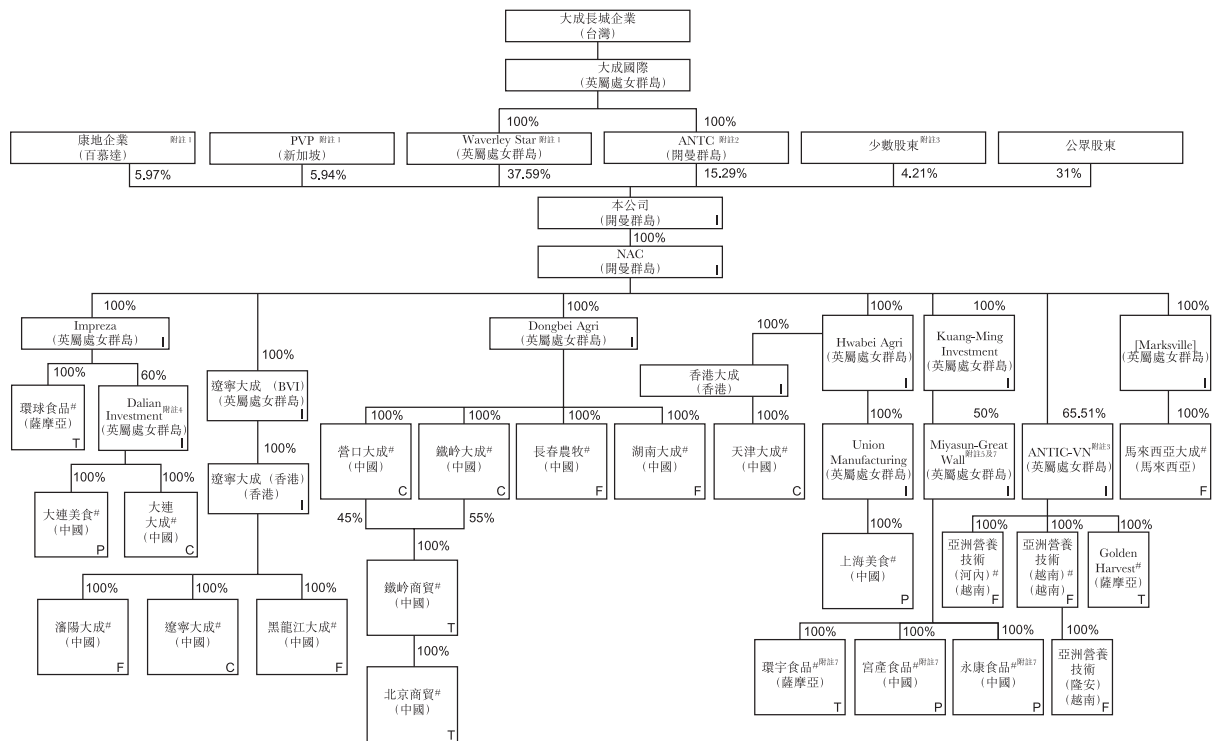 大成長城企業
(台灣)
大成國際
(英屬處女群島)
100%
100%
康地企業 附註1
(百慕達)
PVP 附註1
(新加坡)
Waverley Star 附註1
(英屬處女群島)
ANTC 附註2
(開曼群島)
少數股東 附註3
公眾股東
5.97%
5.94%
37.59%
15.29%
4.21%
31%
本公司
(開曼群島)
I
100%
NAC
(開曼群島)
I
100%
100%
100%
100%
100%
100%
Impreza
(英屬處女群島)
I
Dongbei Agri
(英屬處女群島)
I
100%
Hwabei Agri
(英屬處女群島)
I
Kuang-Ming
Investment
(英屬處女群島)
I
[Marksville]
(英屬處女群島)
I
100%
60%
100%
遼寧大成 (BVI)
(英屬處女群島)
I
香港大成
(香港)
I
環球食品#
(薩摩亞)
T
Dalian
Investment 附註4
(英屬處女群島)
I
100%
100%
100%
100%
100%
100%
100%
50%
65.51%
100%
遼寧大成 (香港)
(香港)
I
營口大成#
(中國)
C
鐵岭大成#
(中國)
C
長春農牧#
(中國)
F
湖南大成#
(中國)
F
天津大成#
(中國)
C
Union
Manufacturing
(英屬處女群島)
I
Miyasun-Great
Wall 附註5及7
(英屬處女群島)
I
ANTIC-VN 附註3
(英屬處女群島)
I
馬來西亞大成#
(馬來西亞)
F
100%
100%
大連美食#
(中國)
P
大連
大成#
(中國)
C
45%
55%
100%
100%
100%
100%
100%
鐵岭商貿#
(中國)
T
上海美食#
(中國)
P
亞洲營養
技術
(河內)#
(越南)
F
亞洲營養
技術
(越南)#
(越南)
F
Golden
Harvest#
(薩摩亞)
T
100%
100%
100%
瀋陽大成#
(中國)
F
遼寧大成#
(中國)
C
黑龍江大成#
(中國)
F
100%
北京商貿#
(中國)
T
100%
100%
100%
100%
環宇食品# 附註7
(薩摩亞)
T
宮產食品# 附註7
(中國)
P
永康食品# 附註7
(中國)
P
亞洲營養
技術
(隆安)
(越南)
F